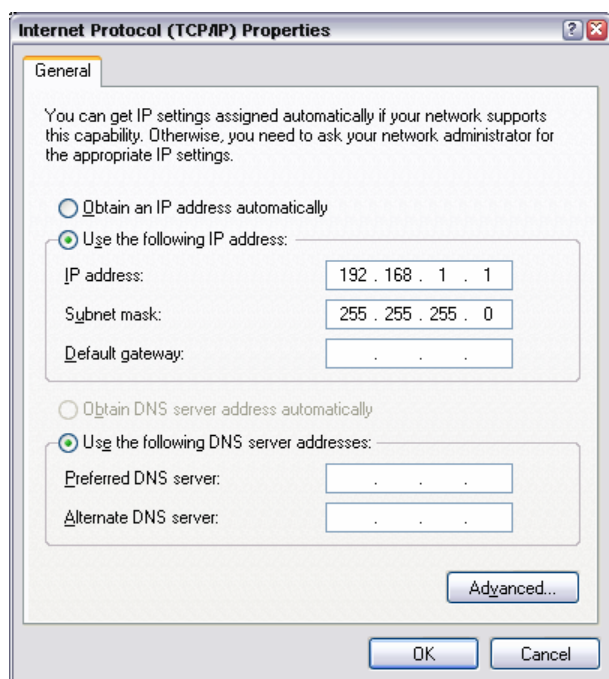 Internet Protocol (TCP/IP) Properties
General
You can get IP settings assigned automatically if your network supports
this capability. Otherwise, you need to ask your network administrator for
the appropriate IP settings.
Obtain an IP address automatically
Use the following IP address:
IP address: 192 . 168 . 1 . 1
Subnet mask: 255 . 255 . 255 . 0
Default gateway: . . .
Obtain DNS server address automatically
Use the following DNS server addresses:
Preferred DNS server: . . .
Alternate DNS server: . . .
Advanced...
OK Cancel